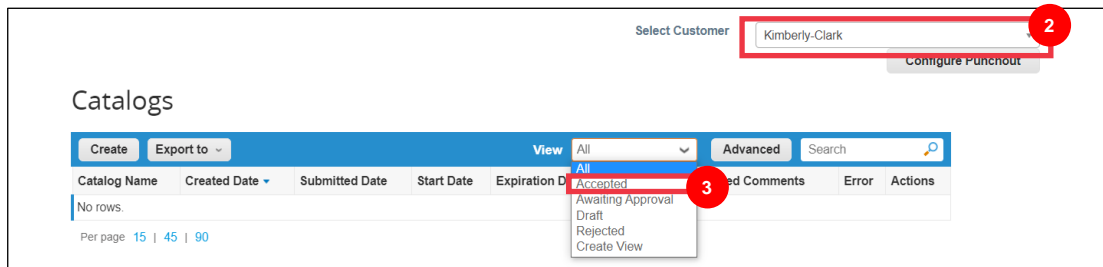 Select Customer Kimberly-Clark 2
Configure Punchout
Catalogs
Create Export to View All Advanced Search
All
Catalog Name Created Date Submitted Date Start Date Expiration D ed Comments Error Actions
Accepted 3
No rows.
Awaiting Approval
Draft
Rejected
Create View
Per page 15 | 45 | 90